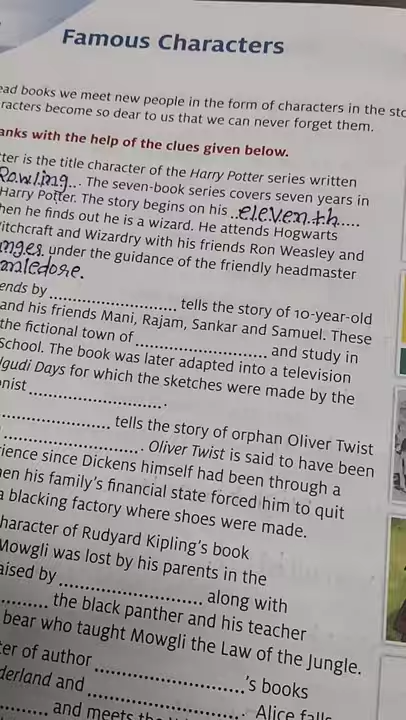 Famous Characters
ead books we meet new people in the form of characters in the sto
racters become so dear to us that we can never forget them.
anks with the help of the clues given below.
ter is the title character of the Harry Potter series written
Rowling... . The seven-book series covers seven years in
Harry Potter. The story begins on his ..eleventh.....
hen he finds out he is a wizard. He attends Hogwarts
itchcraft and Wizardry with his friends Ron Weasley and
nges under the guidance of the friendly headmaster
mledose.
ends by .......................... tells the story of 10-year-old
and his friends Mani, Rajam, Sankar and Samuel. These
the fictional town of ........................... and study in
School. The book was later adapted into a television
lgudi Days for which the sketches were made by the
onist ........................... .
....................... tells the story of orphan Oliver Twist
............................ . Oliver Twist is said to have been
rience since Dickens himself had been through a
en his family's financial state forced him to quit
a blacking factory where shoes were made.
haracter of Rudyard Kipling's book
Mowgli was lost by his parents in the
aised by ............................. along with
.......... the black panther and his teacher
bear who taught Mowgli the Law of the Jungle.
ter of author ..............................'s books
derland and .............................. . Alice falls
.......... and meets the